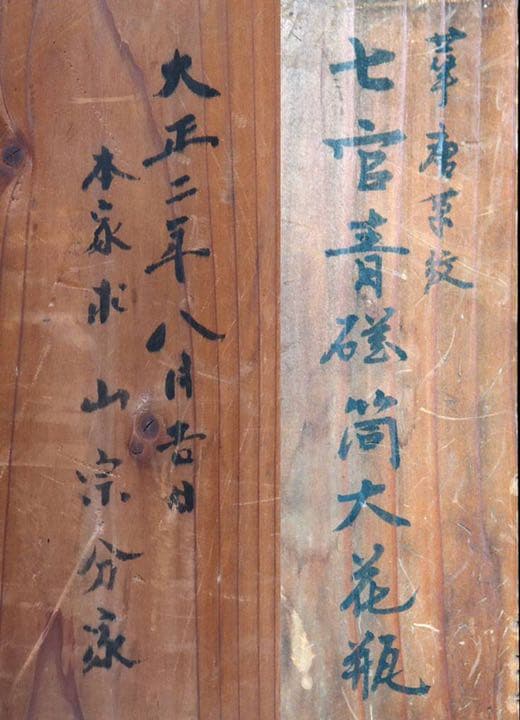 華唐草紋
七官青磁筒大花瓶
大正二年八月吉日
本家求 山宗分家